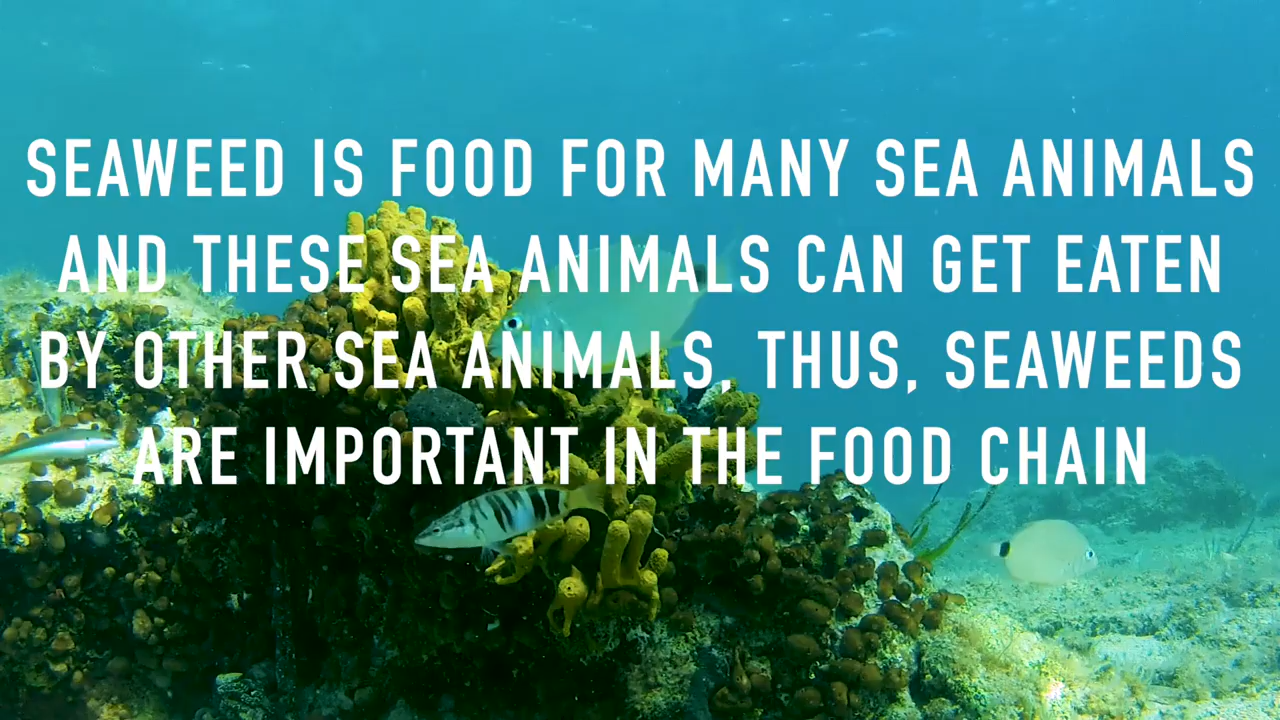 SEAWEED IS FOOD FOR MANY SEA ANIMALS
AND THESE SEA ANIMALS CAN GET EATEN
BY OTHER SEA ANIMALS, THUS, SEAWEEDS
ARE IMPORTANT IN THE FOOD CHAIN